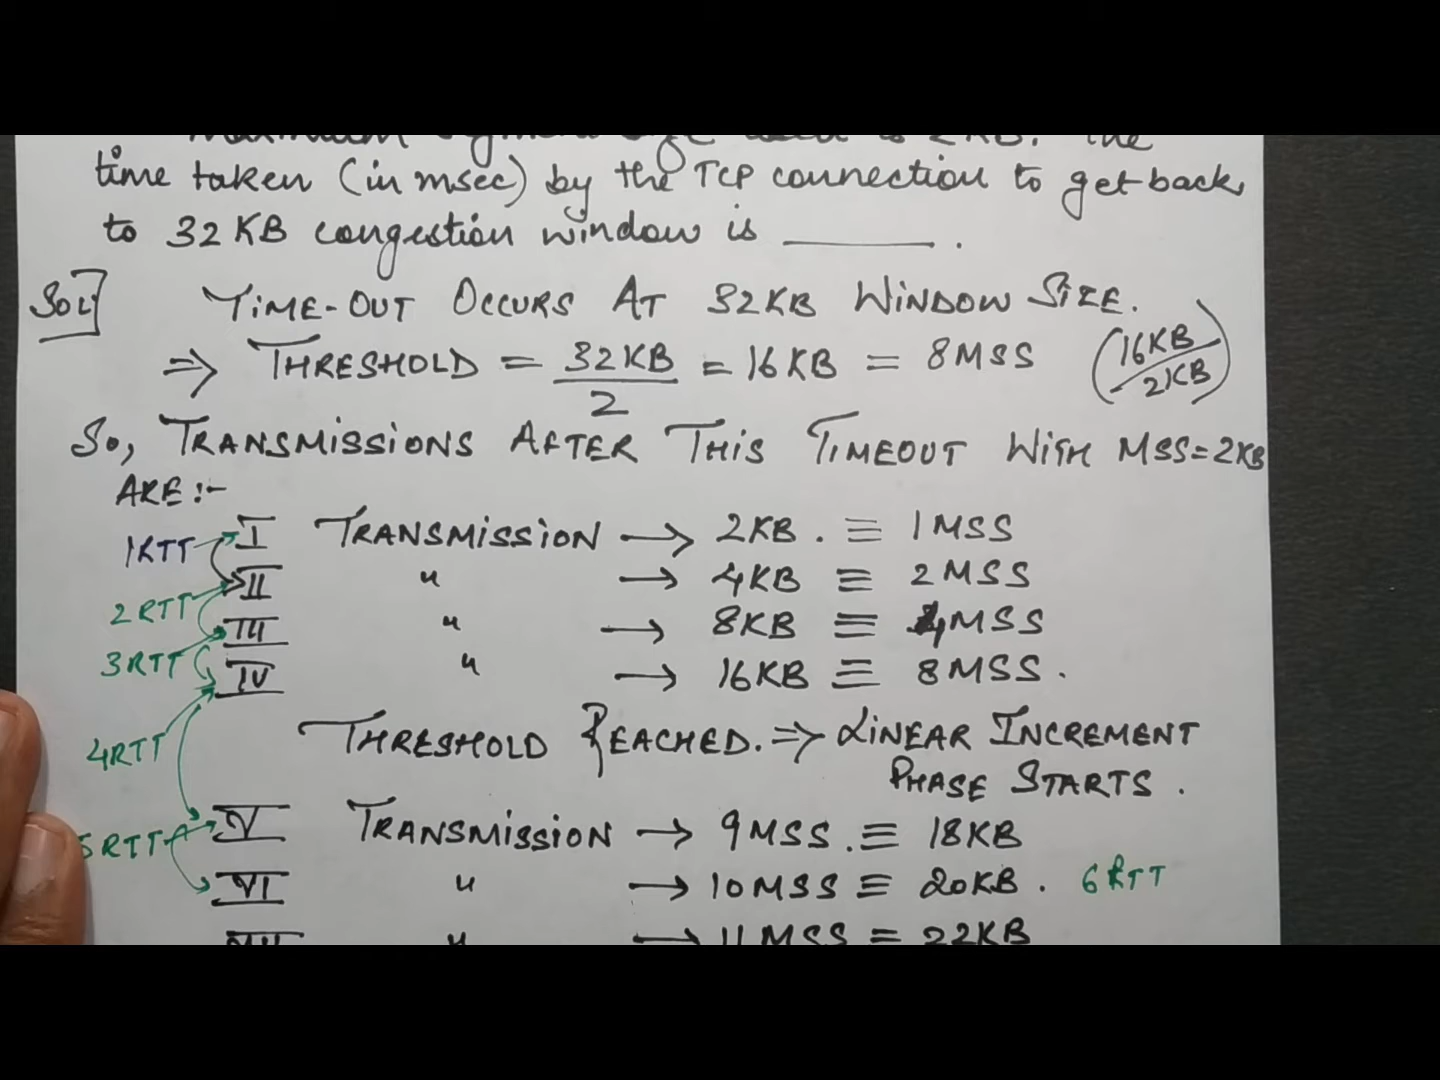 time taken (in msec) by the TCP connection to get back
to 32 KB congestion window is ______.
Sol TIME-OUT OCCURS AT 32KB WINDOW SIZE.
⇒ THRESHOLD = 32KB/2 = 16KB = 8MSS (16KB/2KB)
So, TRANSMISSIONS AFTER THIS TIMEOUT WITH MSS=2KB
ARE :-
1RTT I TRANSMISSION → 2KB. ≡ 1MSS
2RTT II " → 4KB ≡ 2MSS
3RTT III " → 8KB ≡ 4MSS
IV " → 16KB ≡ 8MSS.
4RTT THRESHOLD REACHED. ⇒ LINEAR INCREMENT
PHASE STARTS.
5RTT V TRANSMISSION → 9MSS. ≡ 18KB
VI " → 10MSS ≡ 20KB. 6RTT
" → 11MSS = 22KB